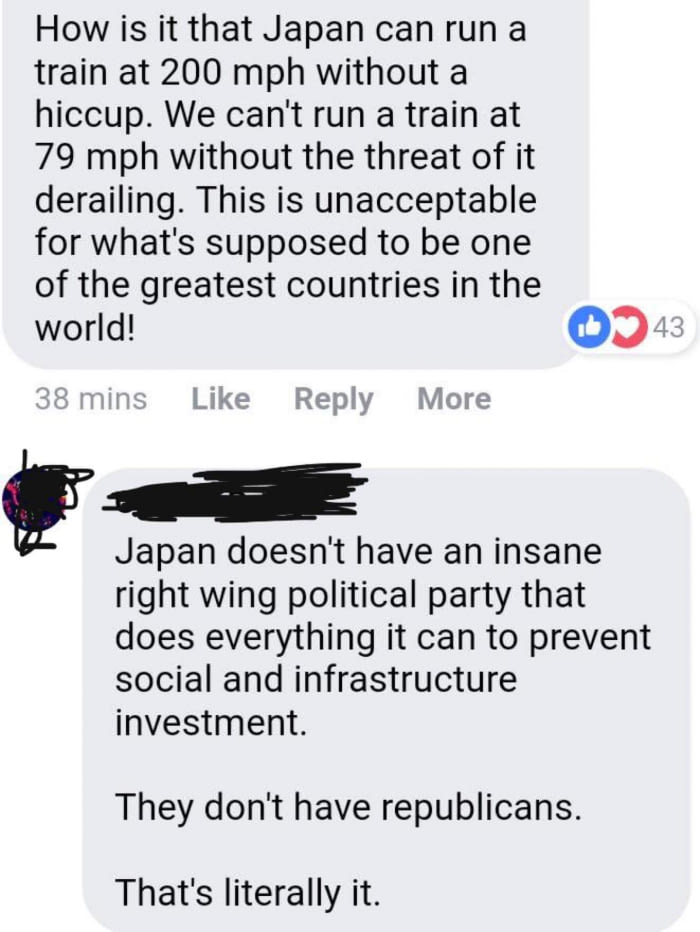 How is it that Japan can run a
train at 200 mph without a
hiccup. We can't run a train at
79 mph without the threat of it
derailing. This is unacceptable
for what's supposed to be one
of the greatest countries in the
world!
43
38 mins Like Reply More
Japan doesn't have an insane
right wing political party that
does everything it can to prevent
social and infrastructure
investment.
They don't have republicans.
That's literally it.